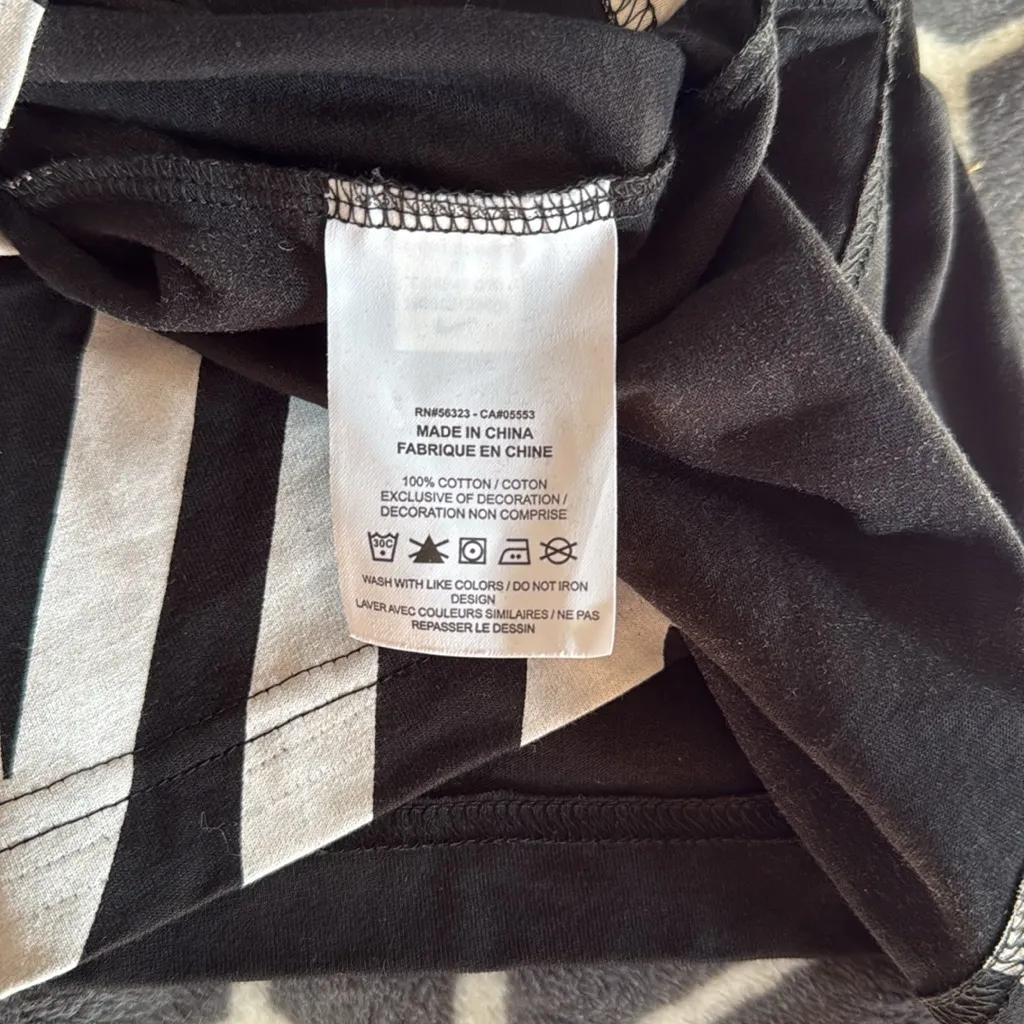 RN#56323 - CA#05553
MADE IN CHINA
FABRIQUE EN CHINE
100% COTTON / COTON
EXCLUSIVE OF DECORATION /
DECORATION NON COMPRISE
30C
WASH WITH LIKE COLORS / DO NOT IRON
DESIGN
LAVER AVEC COULEURS SIMILAIRES / NE PAS
REPASSER LE DESSIN